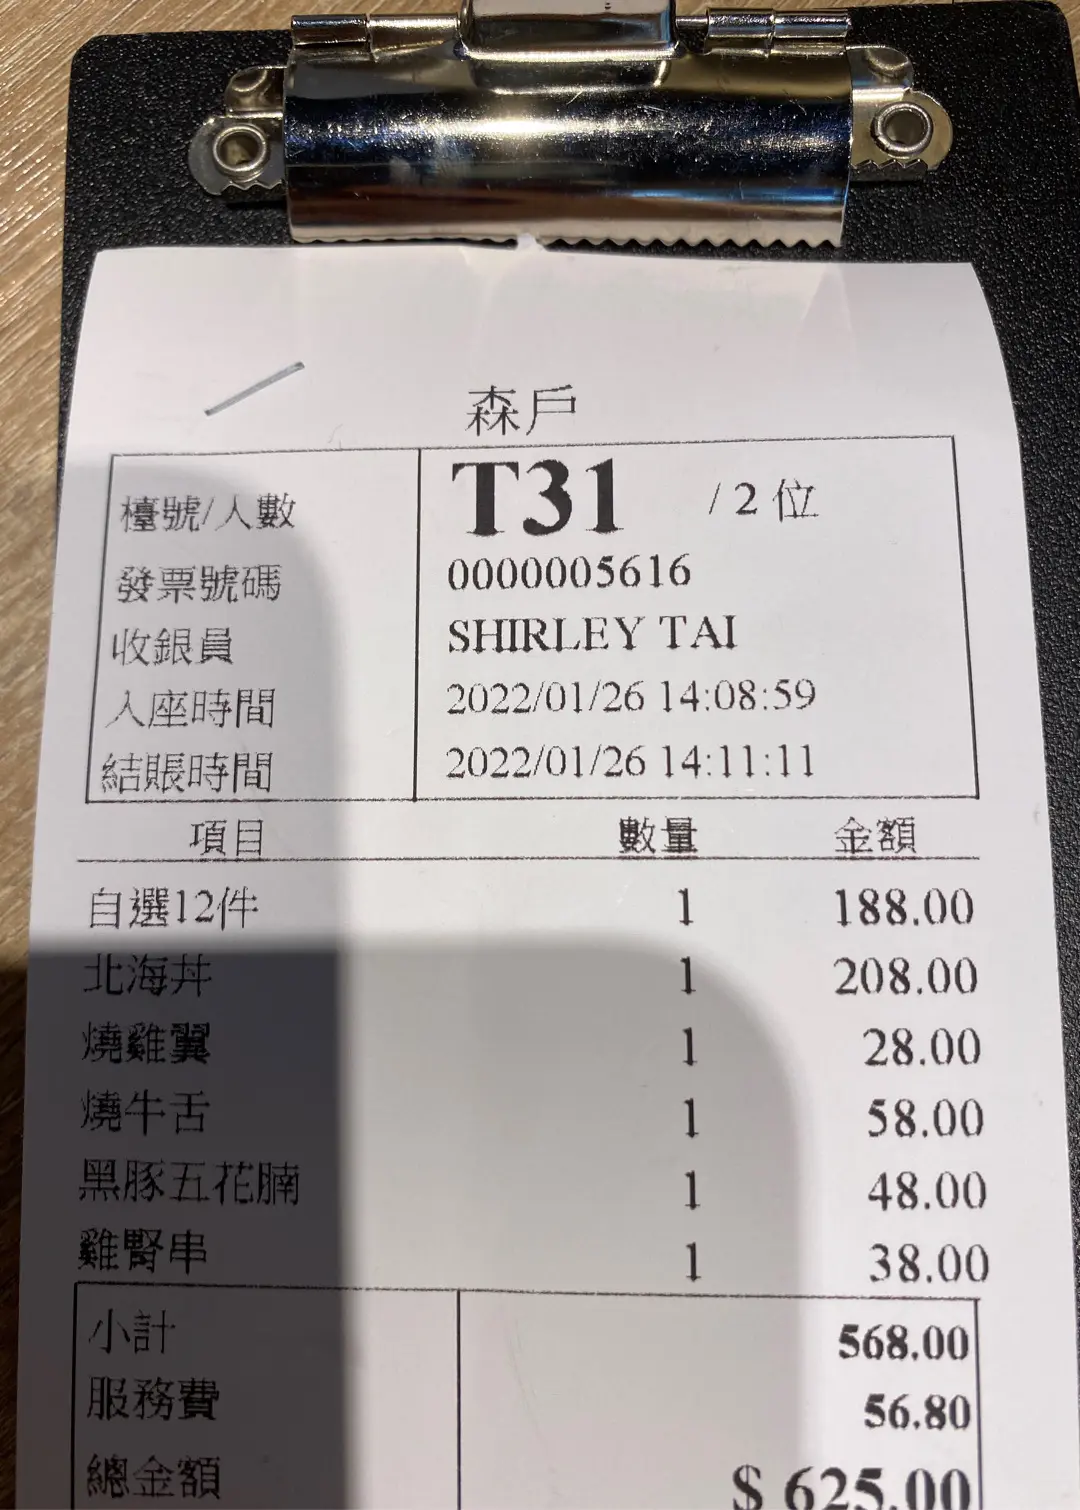 森戶
檯號/人數 T31 / 2 位
發票號碼 0000005616
收銀員 SHIRLEY TAI
入座時間 2022/01/26 14:08:59
結賬時間 2022/01/26 14:11:11
項目 數量 金額
自選12件 1 188.00
北海丼 1 208.00
燒雞翼 1 28.00
燒牛舌 1 58.00
黑豚五花腩 1 48.00
雞腎串 1 38.00
小計 568.00
服務費 56.80
總金額 $ 625.00